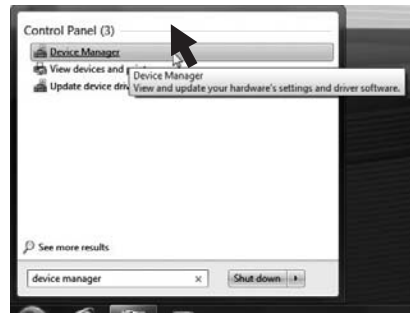 Control Panel (3)
Device Manager
View devices and
Device Manager
Update device
View and update your hardware's settings and driver software.
See more results
device manager
Shut down